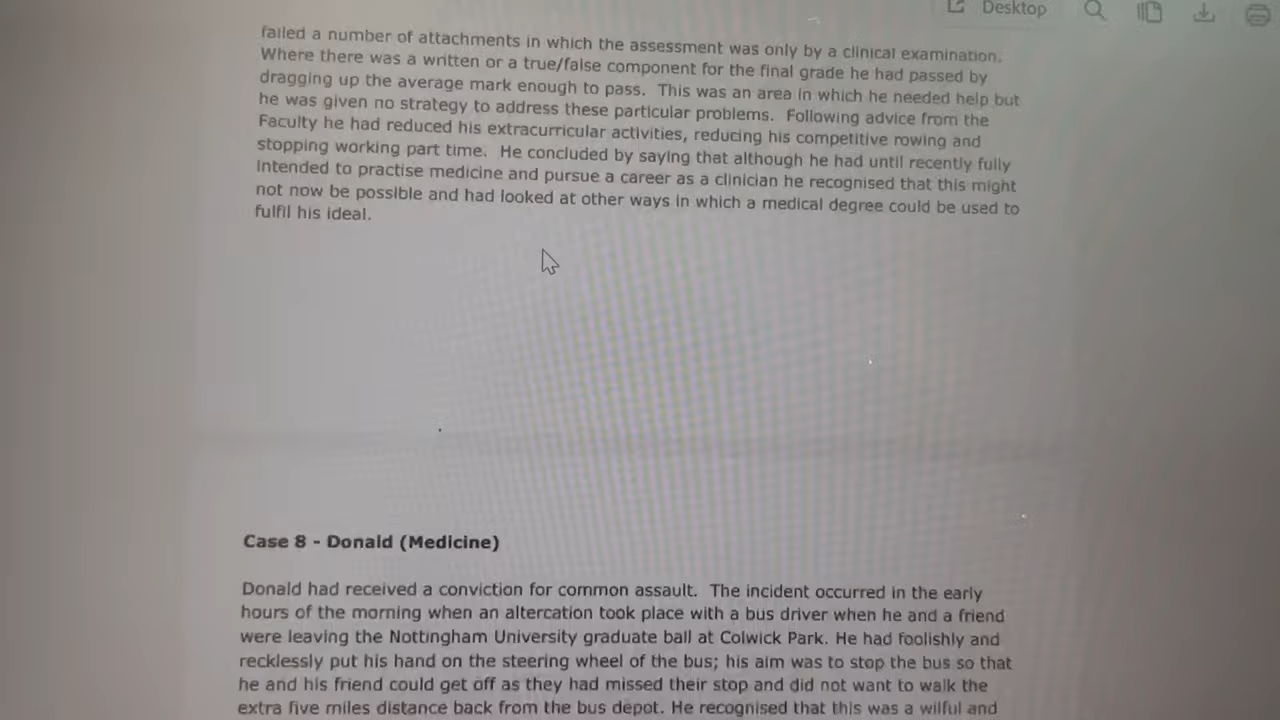 Desktop
failed a number of attachments in which the assessment was only by a clinical examination.
Where there was a written or a true/false component for the final grade he had passed by
dragging up the average mark enough to pass.  This was an area in which he needed help but
he was given no strategy to address these particular problems.  Following advice from the
Faculty he had reduced his extracurricular activities, reducing his competitive rowing and
stopping working part time.  He concluded by saying that although he had until recently fully
intended to practise medicine and pursue a career as a clinician he recognised that this might
not now be possible and had looked at other ways in which a medical degree could be used to
fulfil his ideal.
Case 8 - Donald (Medicine)
Donald had received a conviction for common assault.  The incident occurred in the early
hours of the morning when an altercation took place with a bus driver when he and a friend
were leaving the Nottingham University graduate ball at Colwick Park. He had foolishly and
recklessly put his hand on the steering wheel of the bus; his aim was to stop the bus so that
he and his friend could get off as they had missed their stop and did not want to walk the
extra five miles distance back from the bus depot. He recognised that this was a wilful and